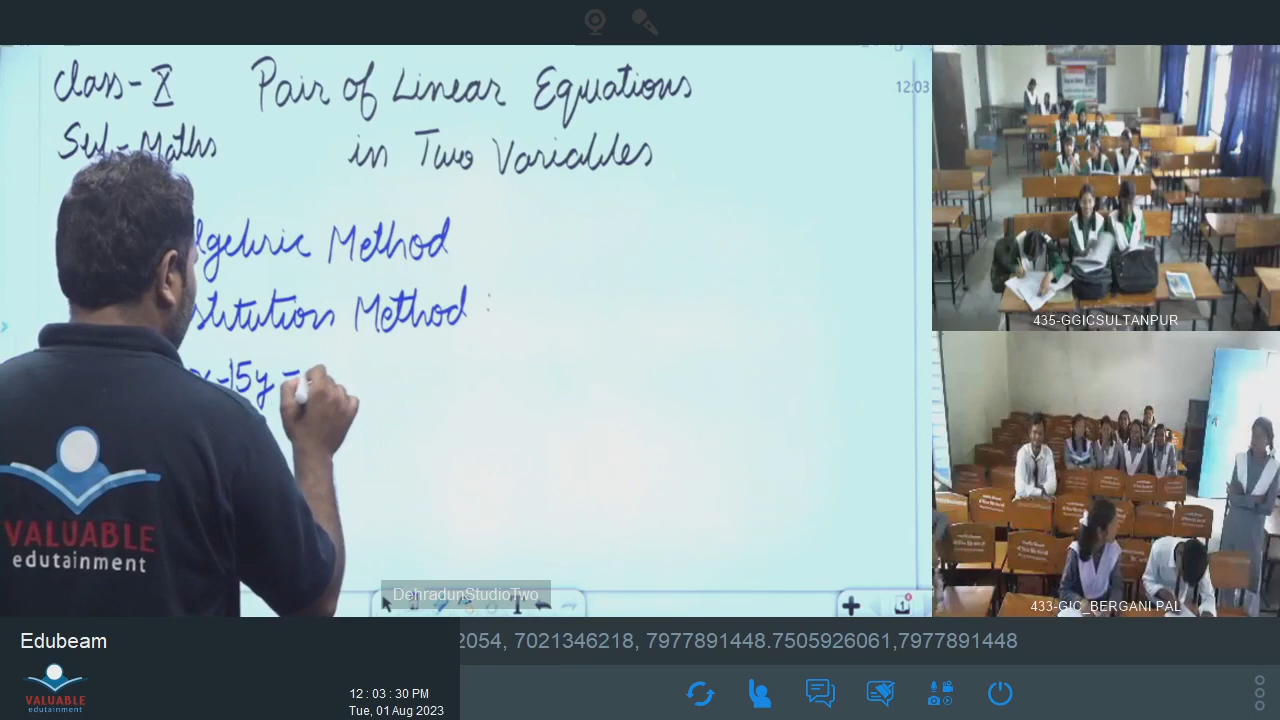 Class - X Pair of Linear Equations
in Two Variables
Sub - Maths
12:03
Method
Method :
-15y =
VALUABLE
edutainment
DehradunStudioTwo
1
435-GGICSULTANPUR
433-GIC_BERGANI PAL
Edubeam
2054, 7021346218, 7977891448.7505926061,7977891448
VALUABLE
edutainment
12 : 03 : 30 PM
Tue, 01 Aug 2023